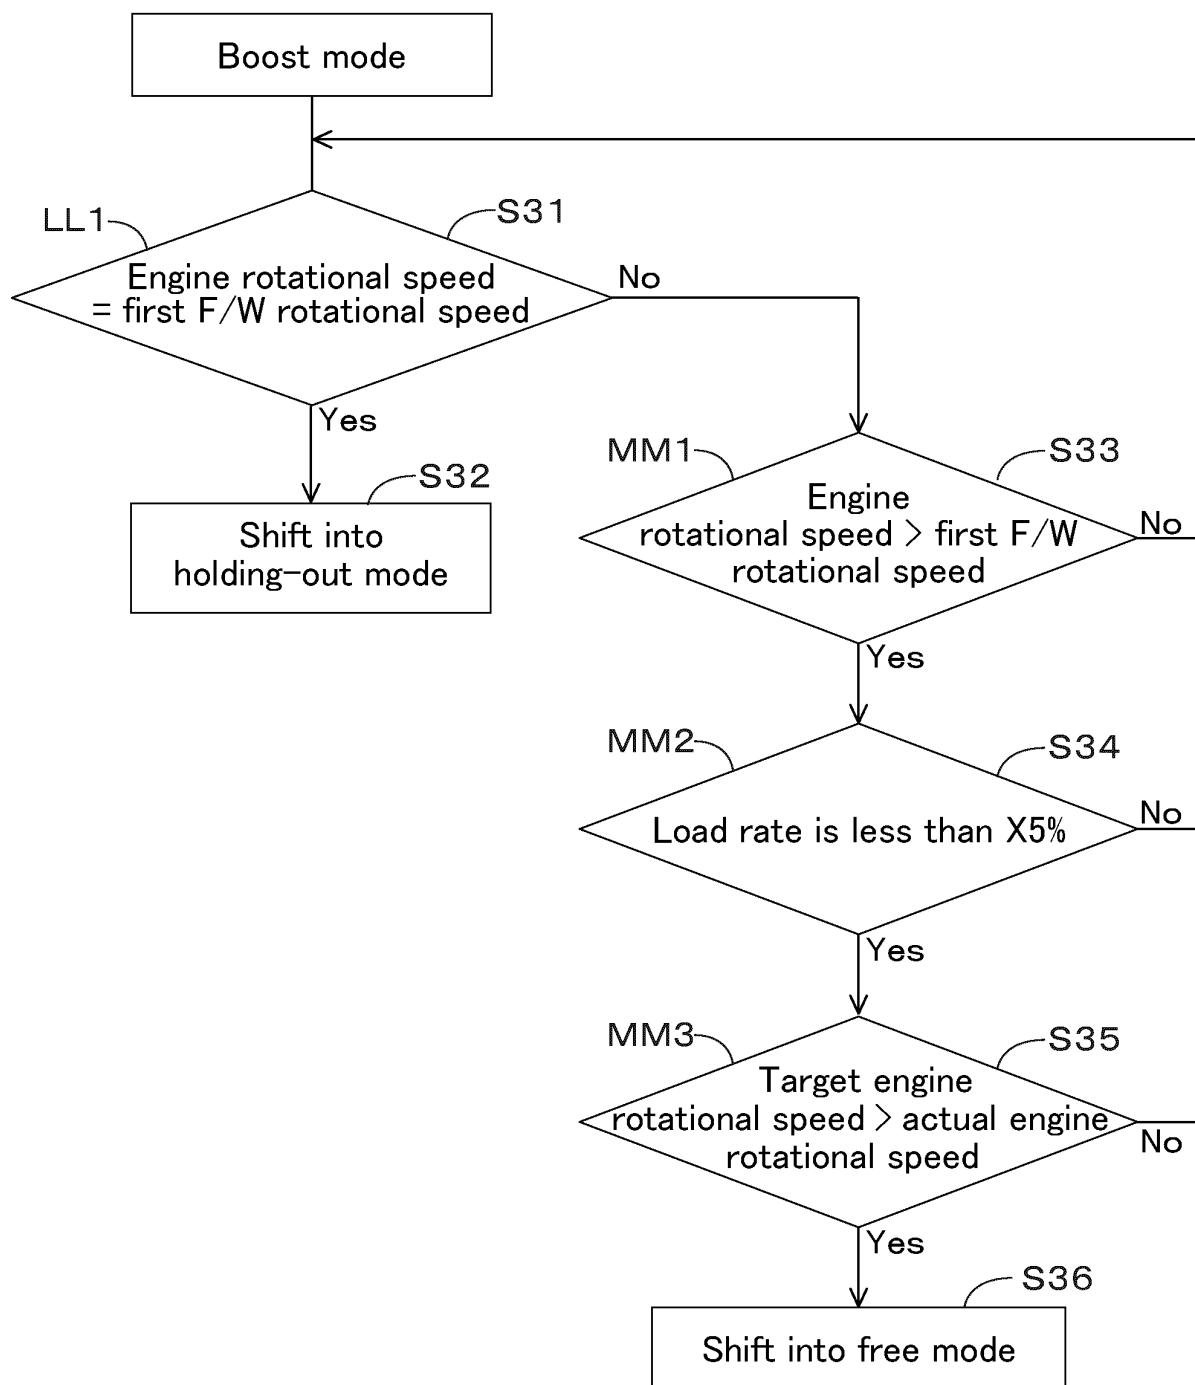 Boost mode
LL1
S31
Engine rotational speed
= first F/W rotational speed
No
Yes
S32
Shift into
holding-out mode
MM1
S33
Engine
rotational speed > first F/W
rotational speed
No
Yes
MM2
S34
Load rate is less than X5%
No
Yes
MM3
S35
Target engine
rotational speed > actual engine
rotational speed
No
Yes
S36
Shift into free mode